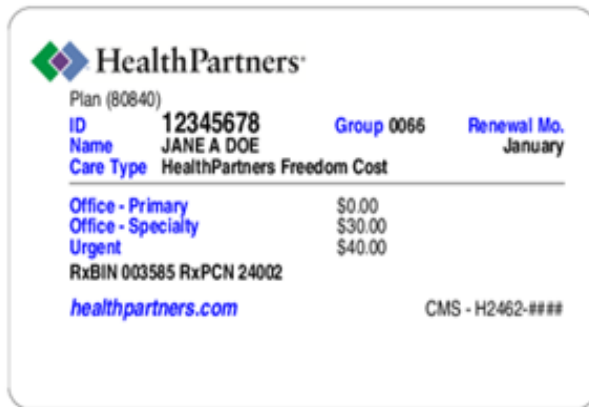 HealthPartners
Plan (80840)
ID 12345678 Group 0066 Renewal Mo.
Name JANE A DOE January
Care Type HealthPartners Freedom Cost
Office - Primary $0.00
Office - Specialty $30.00
Urgent $40.00
RxBIN 003585 RxPCN 24002
healthpartners.com CMS - H2462-####